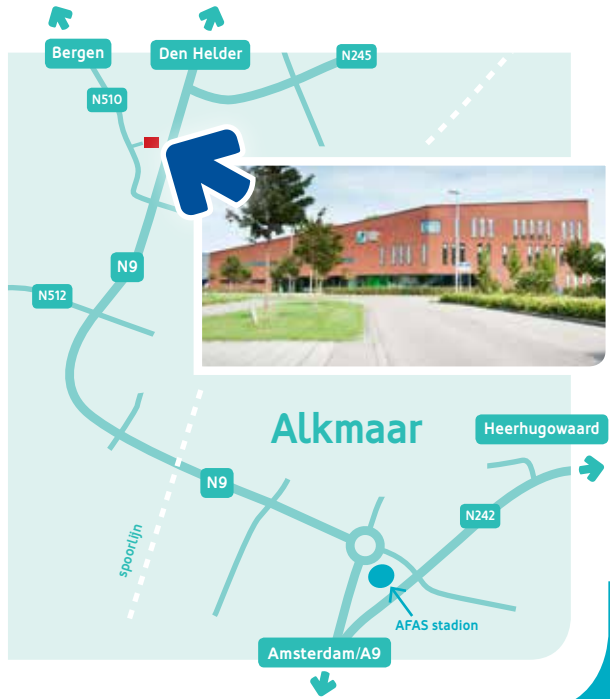 Bergen
Den Helder
N245
N510
N9
N512
Alkmaar
Heerhugowaard
N9
N242
spoorlijn
AFAS stadion
Amsterdam/A9